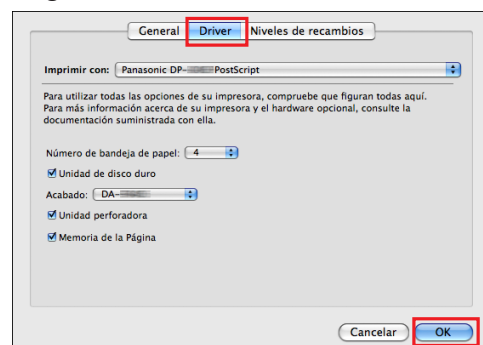 General Driver Niveles de recambios
Imprimir con: Panasonic DP- PostScript
Para utilizar todas las opciones de su impresora, compruebe que figuran todas aquí.
Para más información acerca de su impresora y el hardware opcional, consulte la
documentación suministrada con ella.
Número de bandeja de papel: 4
Unidad de disco duro
Acabado: DA-
Unidad perforadora
Memoria de la Página
Cancelar OK